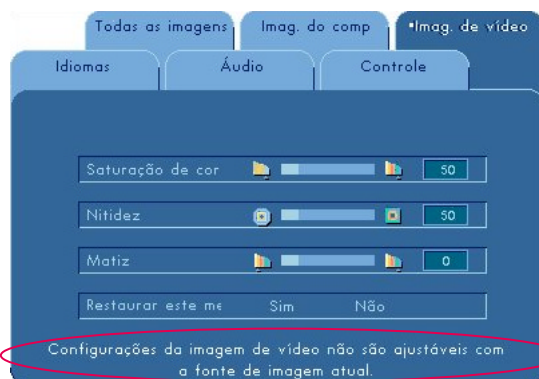 Todas as imagens Imag. do comp •Imag. de vídeo
Idiomas Áudio Controle
Saturação de cor 50
Nitidez 50
Matiz 0
Restaurar este me Sim Não
Configurações da imagem de vídeo não são ajustáveis com
a fonte de imagem atual.